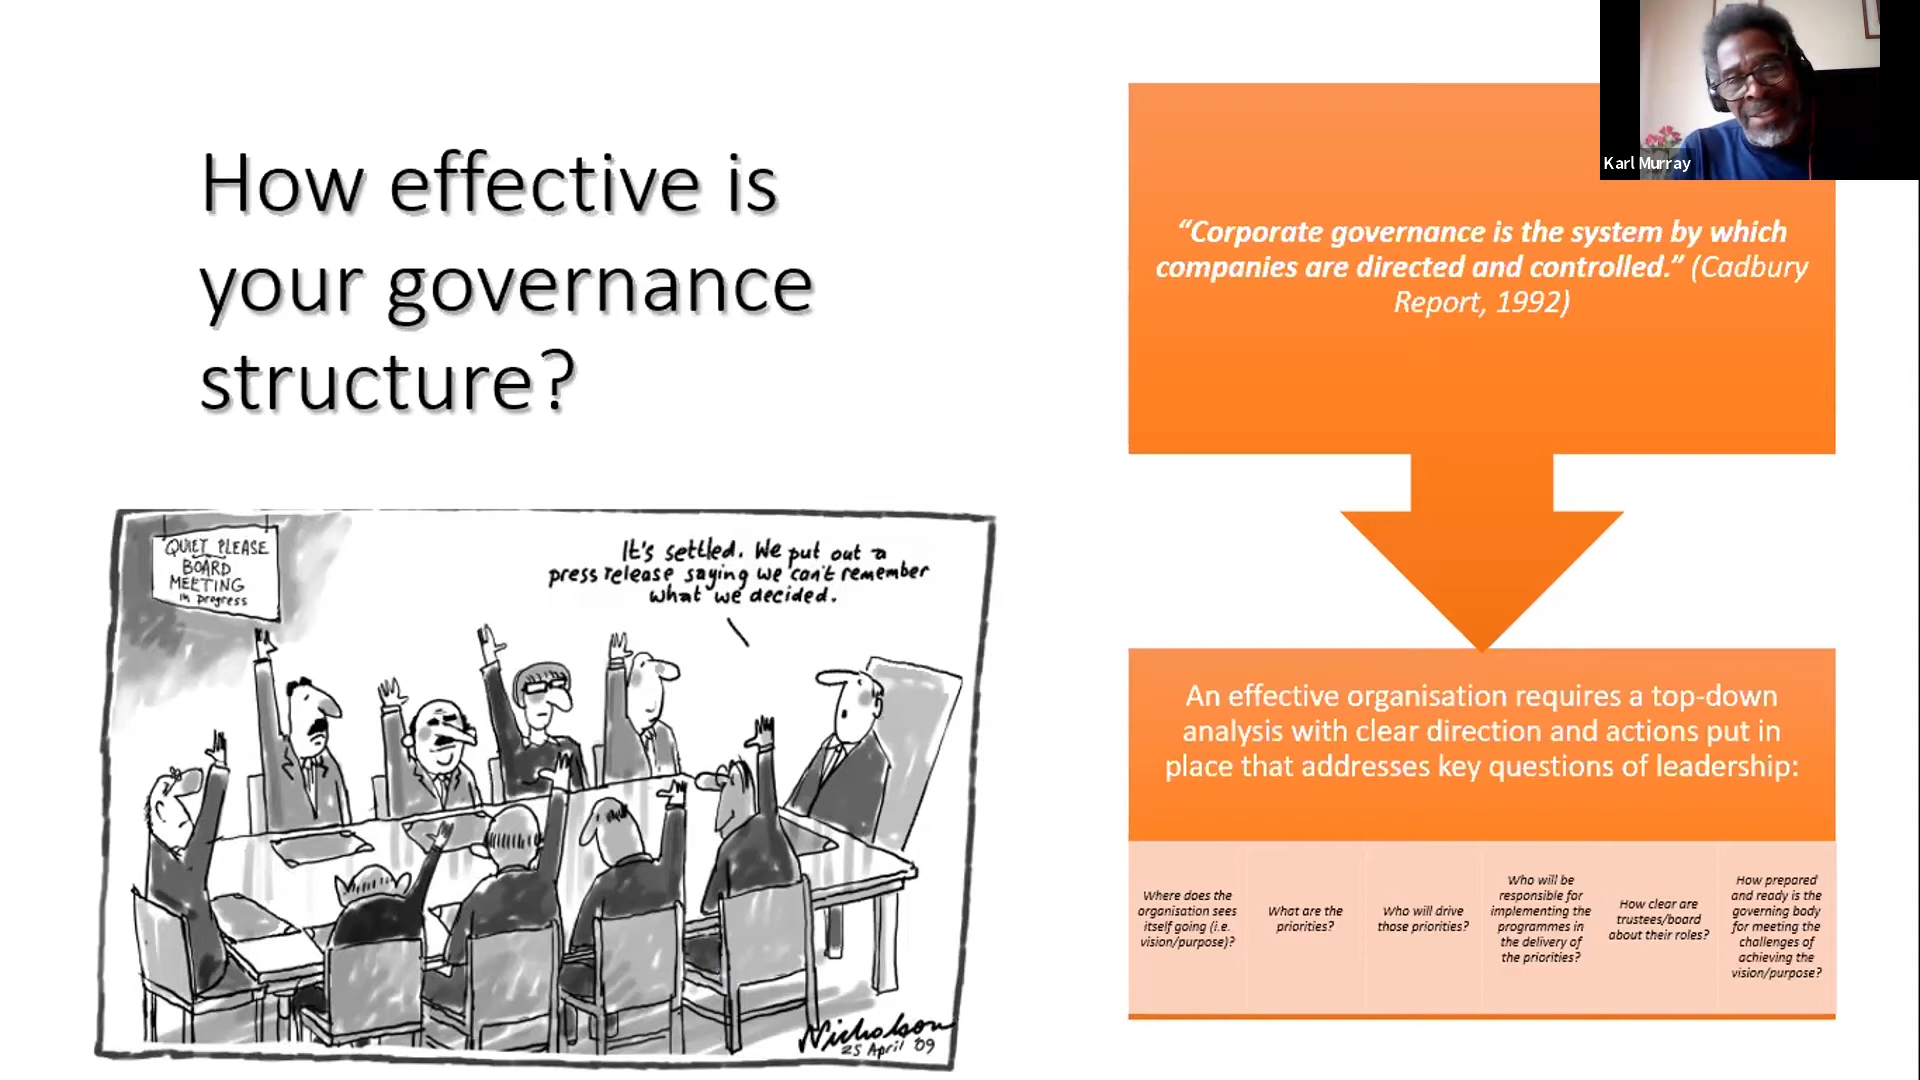 How effective is
your governance
structure?
QUIET PLEASE
BOARD
MEETING
in progress
It's settled. We put out a
press release saying we can't remember
what we decided.
Nicholson
25 April '09
Karl Murray
“Corporate governance is the system by which
companies are directed and controlled.” (Cadbury
Report, 1992)
An effective organisation requires a top-down
analysis with clear direction and actions put in
place that addresses key questions of leadership:
Where does the
organisation sees
itself going (i.e.
vision/purpose)?
What are the
priorities?
Who will drive
those priorities?
Who will be
responsible for
implementing the
programmes in
the delivery of
the priorities?
How clear are
trustees/board
about their roles?
How prepared
and ready is the
governing body
for meeting the
challenges of
achieving the
vision/purpose?